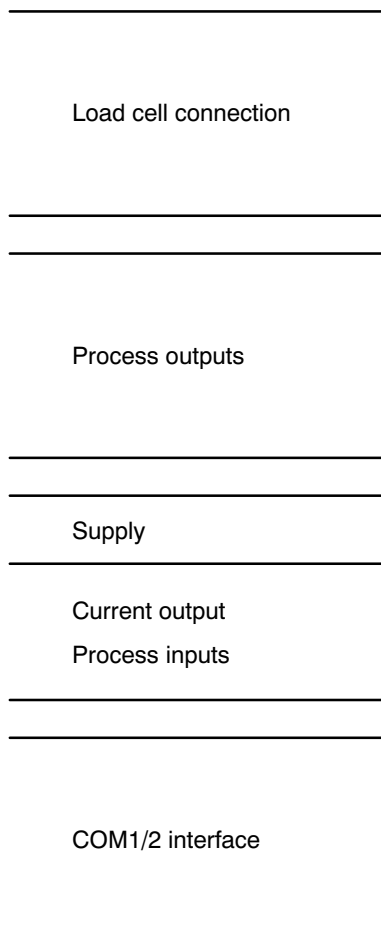 Load cell connection
Process outputs
Supply
Current output
Process inputs
COM1/2 interface